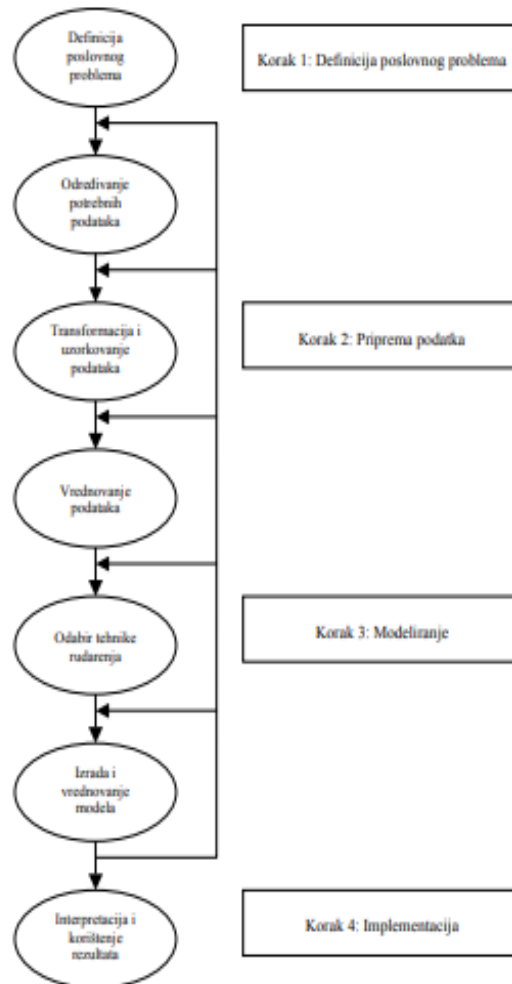 Definicija
poslovnog
problema
Korak 1: Definicija poslovnog problema
Određivanje
potrebnih
podataka
Transformacija i
uzorkovanje
podataka
Korak 2: Priprema podatka
Vrednovanje
podataka
Odabir tehnike
rudarenja
Korak 3: Modeliranje
Izrada i
vrednovanje
modela
Interpretacija i
korištenje
rezultata
Korak 4: Implementacija